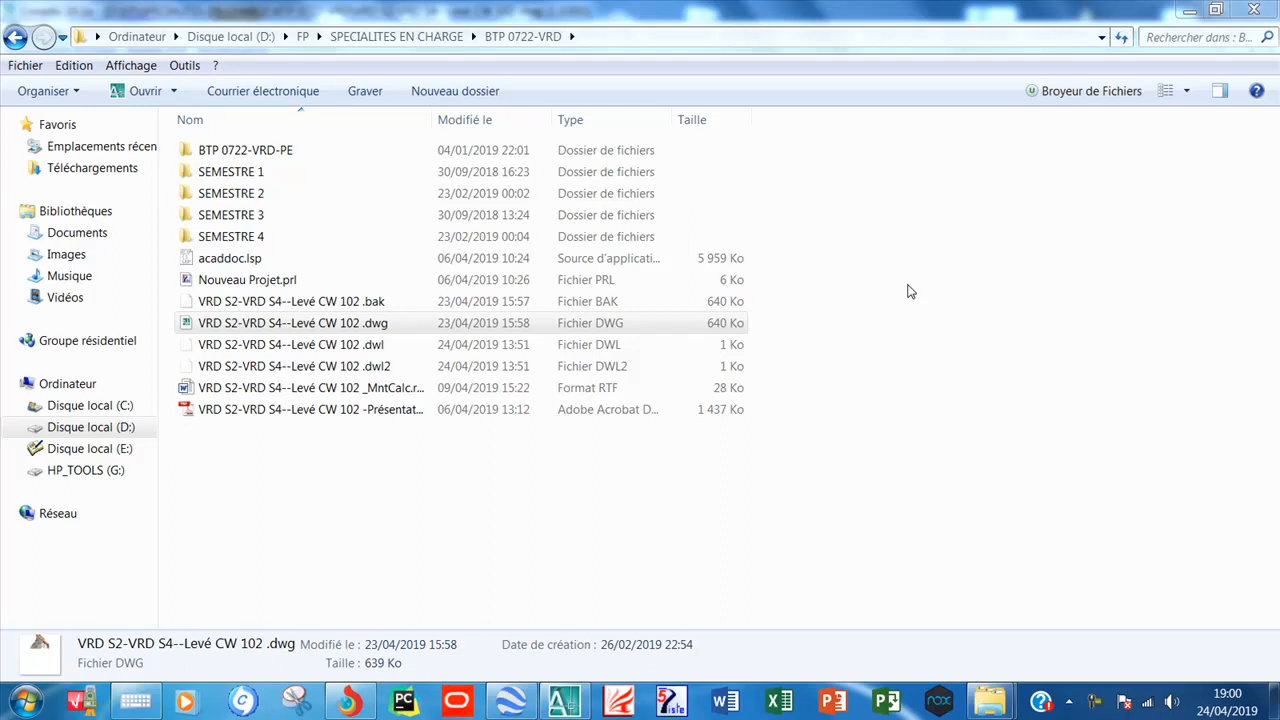 Ordinateur Disque local (D:) FP SPECIALITES EN CHARGE BTP 0722-VRD Rechercher dans : B...
Fichier Edition Affichage Outils ?
Organiser Ouvrir Courrier électronique Graver Nouveau dossier Broyeur de Fichiers
Favoris
Emplacements récen
Téléchargements
Bibliothèques
Documents
Images
Musique
Vidéos
Groupe résidentiel
Ordinateur
Disque local (C:)
Disque local (D:)
Disque local (E:)
HP_TOOLS (G:)
Réseau
Nom Modifié le Type Taille
BTP 0722-VRD-PE 04/01/2019 22:01 Dossier de fichiers
SEMESTRE 1 30/09/2018 16:23 Dossier de fichiers
SEMESTRE 2 23/02/2019 00:02 Dossier de fichiers
SEMESTRE 3 30/09/2018 13:24 Dossier de fichiers
SEMESTRE 4 23/02/2019 00:04 Dossier de fichiers
acaddoc.lsp 06/04/2019 10:24 Source d'applicati... 5 959 Ko
Nouveau Projet.prl 06/04/2019 10:26 Fichier PRL 6 Ko
VRD S2-VRD S4--Levé CW 102 .bak 23/04/2019 15:57 Fichier BAK 640 Ko
VRD S2-VRD S4--Levé CW 102 .dwg 23/04/2019 15:58 Fichier DWG 640 Ko
VRD S2-VRD S4--Levé CW 102 .dwl 24/04/2019 13:51 Fichier DWL 1 Ko
VRD S2-VRD S4--Levé CW 102 .dwl2 24/04/2019 13:51 Fichier DWL2 1 Ko
VRD S2-VRD S4--Levé CW 102 _MntCalc.r... 09/04/2019 15:22 Format RTF 28 Ko
VRD S2-VRD S4--Levé CW 102 -Présentat... 06/04/2019 13:12 Adobe Acrobat D... 1 437 Ko
VRD S2-VRD S4--Levé CW 102 .dwg Modifié le : 23/04/2019 15:58 Date de création : 26/02/2019 22:54
Fichier DWG Taille : 639 Ko
PC nox
19:00
24/04/2019